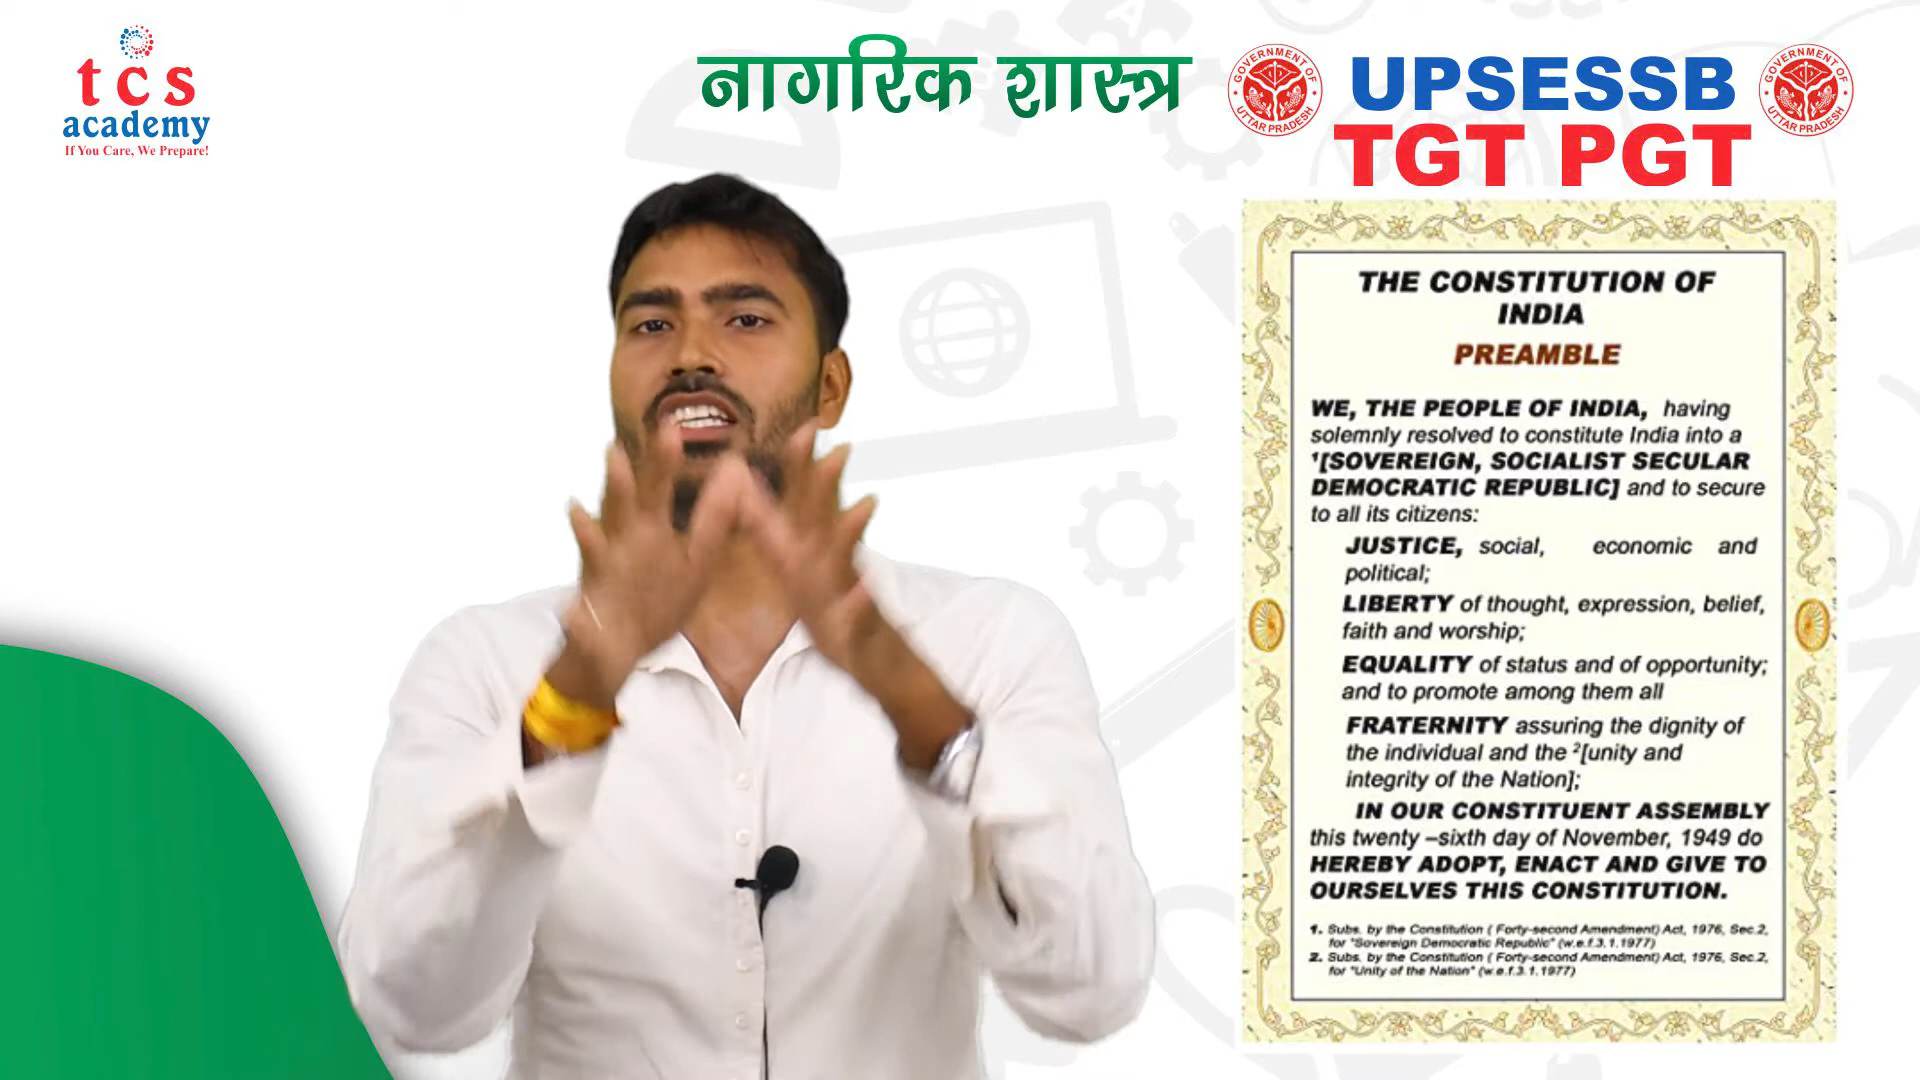 tcs
academy
If You Care, We Prepare!
नागरिक शास्त्र
GOVERNMENT OF
UTTAR PRADESH
UPSESSB
TGT PGT
GOVERNMENT OF
UTTAR PRADESH
THE CONSTITUTION OF
INDIA
PREAMBLE
WE, THE PEOPLE OF INDIA, having
solemnly resolved to constitute India into a
¹[SOVEREIGN, SOCIALIST SECULAR
DEMOCRATIC REPUBLIC] and to secure
to all its citizens:
JUSTICE, social, economic and
political;
LIBERTY of thought, expression, belief,
faith and worship;
EQUALITY of status and of opportunity;
and to promote among them all
FRATERNITY assuring the dignity of
the individual and the ²[unity and
integrity of the Nation];
IN OUR CONSTITUENT ASSEMBLY
this twenty –sixth day of November, 1949 do
HEREBY ADOPT, ENACT AND GIVE TO
OURSELVES THIS CONSTITUTION.
1. Subs. by the Constitution ( Forty-second Amendment) Act, 1976, Sec.2,
for "Sovereign Democratic Republic" (w.e.f.3.1.1977)
2. Subs. by the Constitution ( Forty-second Amendment) Act, 1976, Sec.2,
for "Unity of the Nation" (w.e.f.3.1.1977)